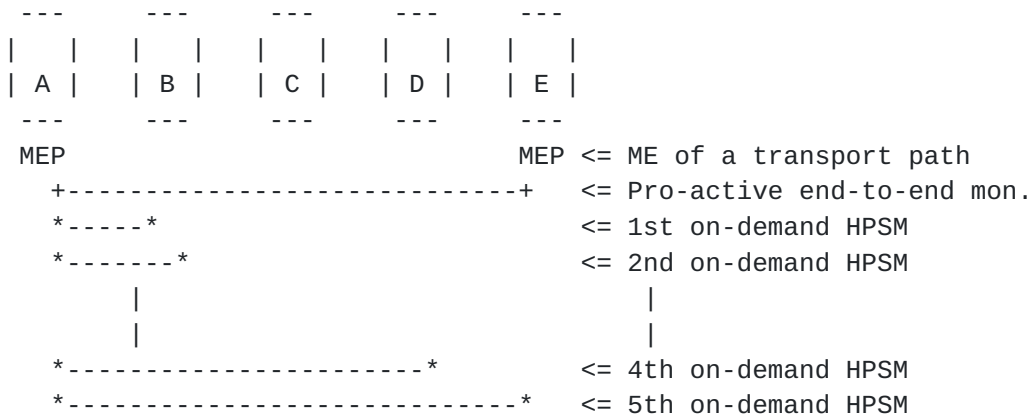 ---     ---     ---     ---     ---
|   |   |   |   |   |   |   |   |   |
| A |   | B |   | C |   | D |   | E |
 ---     ---     ---     ---     ---
 MEP                             MEP <= ME of a transport path
   +-----------------------------+   <= Pro-active end-to-end mon.
   *-----*                           <= 1st on-demand HPSM
   *-------*                         <= 2nd on-demand HPSM
        |                                |
        |                                |
   *-----------------------*         <= 4th on-demand HPSM
   *-----------------------------*   <= 5th on-demand HPSM